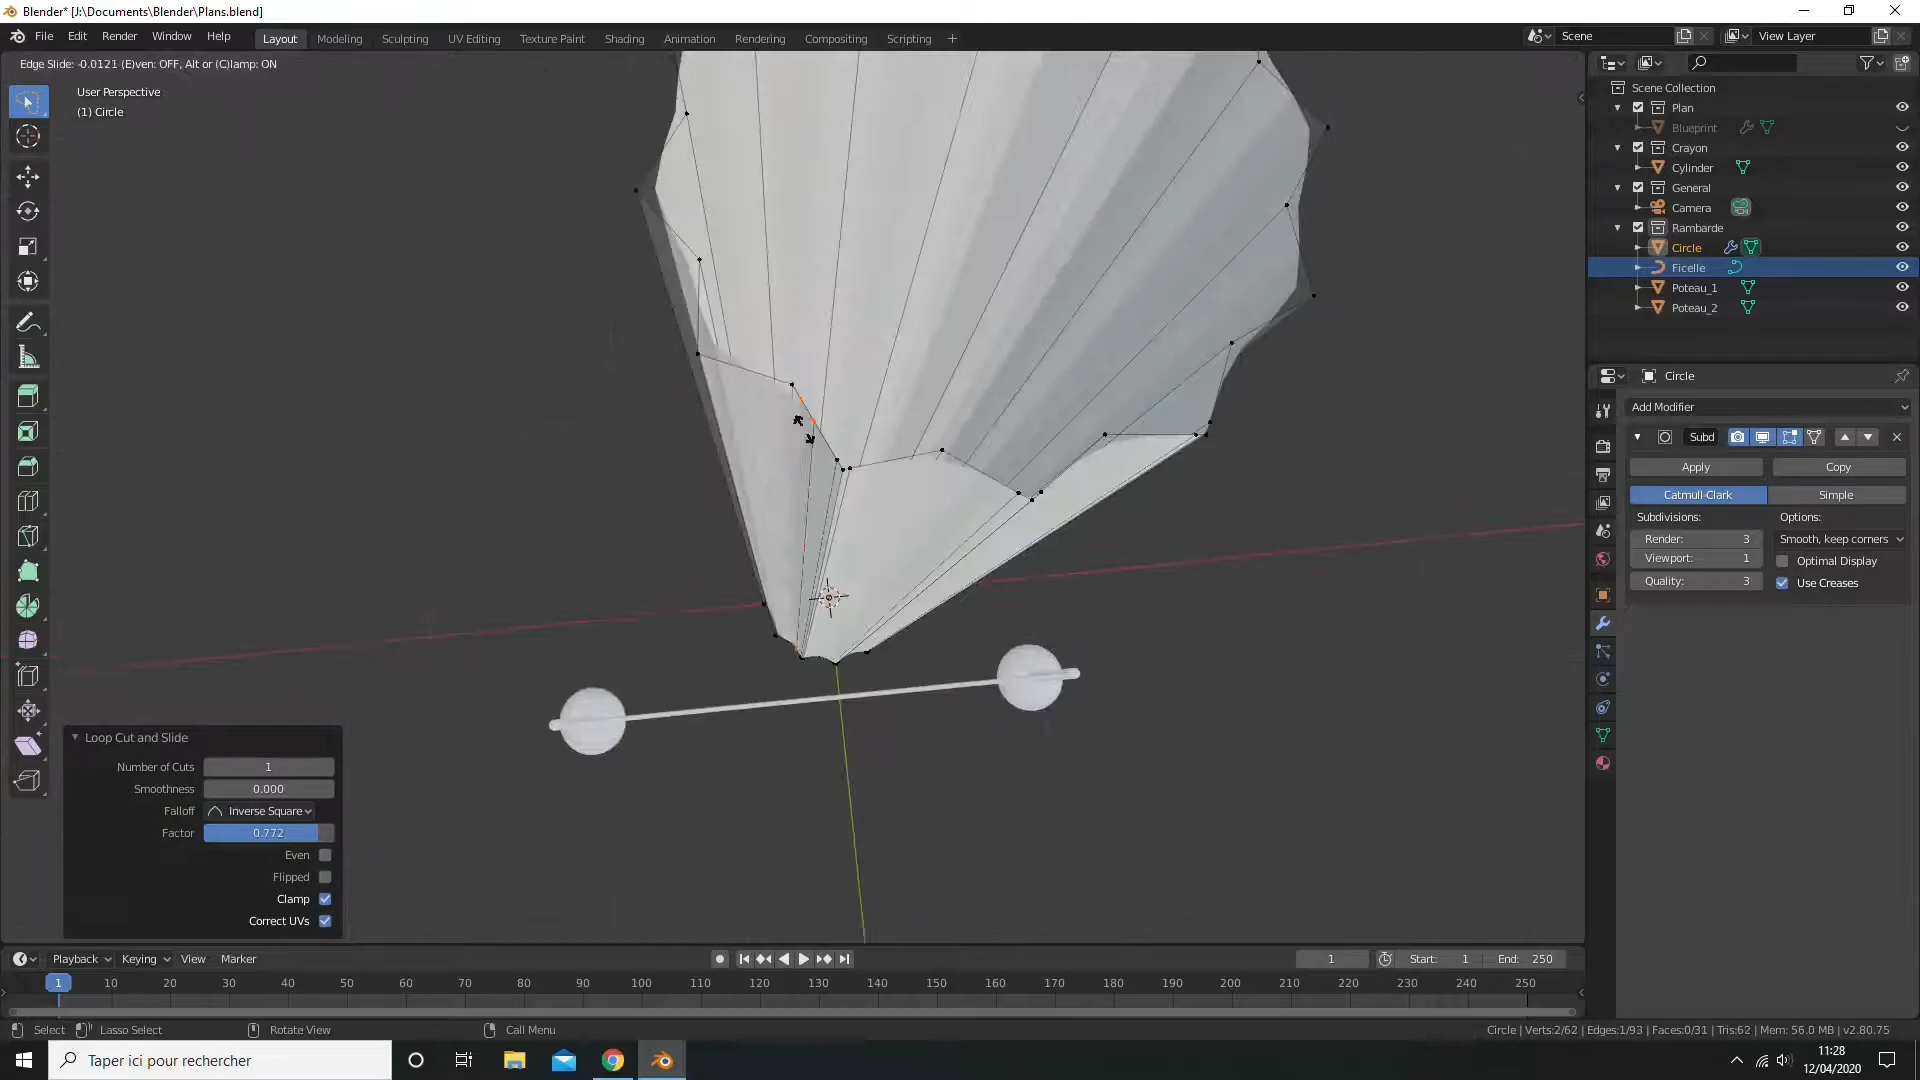 Blender* [J:\Documents\Blender\Plans.blend]
File Edit Render Window Help Layout Modeling Sculpting UV Editing Texture Paint Shading Animation Rendering Compositing Scripting + Scene View Layer
Edge Slide: -0.0121 (E)ven: OFF, Alt or (C)lamp: ON
User Perspective
(1) Circle
Scene Collection
Plan
Blueprint
Crayon
Cylinder
General
Camera
Rambarde
Circle
Ficelle
Poteau_1
Poteau_2
Circle
Add Modifier
Subd
Apply Copy
Catmull-Clark Simple
Subdivisions: Options:
Render: 3 Smooth, keep corners
Viewport: 1 Optimal Display
Quality: 3 Use Creases
Loop Cut and Slide
Number of Cuts 1
Smoothness 0.000
Falloff Inverse Square
Factor 0.772
Even
Flipped
Clamp
Correct UVs
Playback Keying View Marker 1 Start: 1 End: 250
1 10 20 30 40 50 60 70 80 90 100 110 120 130 140 150 160 170 180 190 200 210 220 230 240 250
Select Lasso Select Rotate View Call Menu Circle | Verts:2/62 | Edges:1/93 | Faces:0/31 | Tris:62 | Mem: 56.0 MB | v2.80.75
Taper ici pour rechercher
11:28
12/04/2020